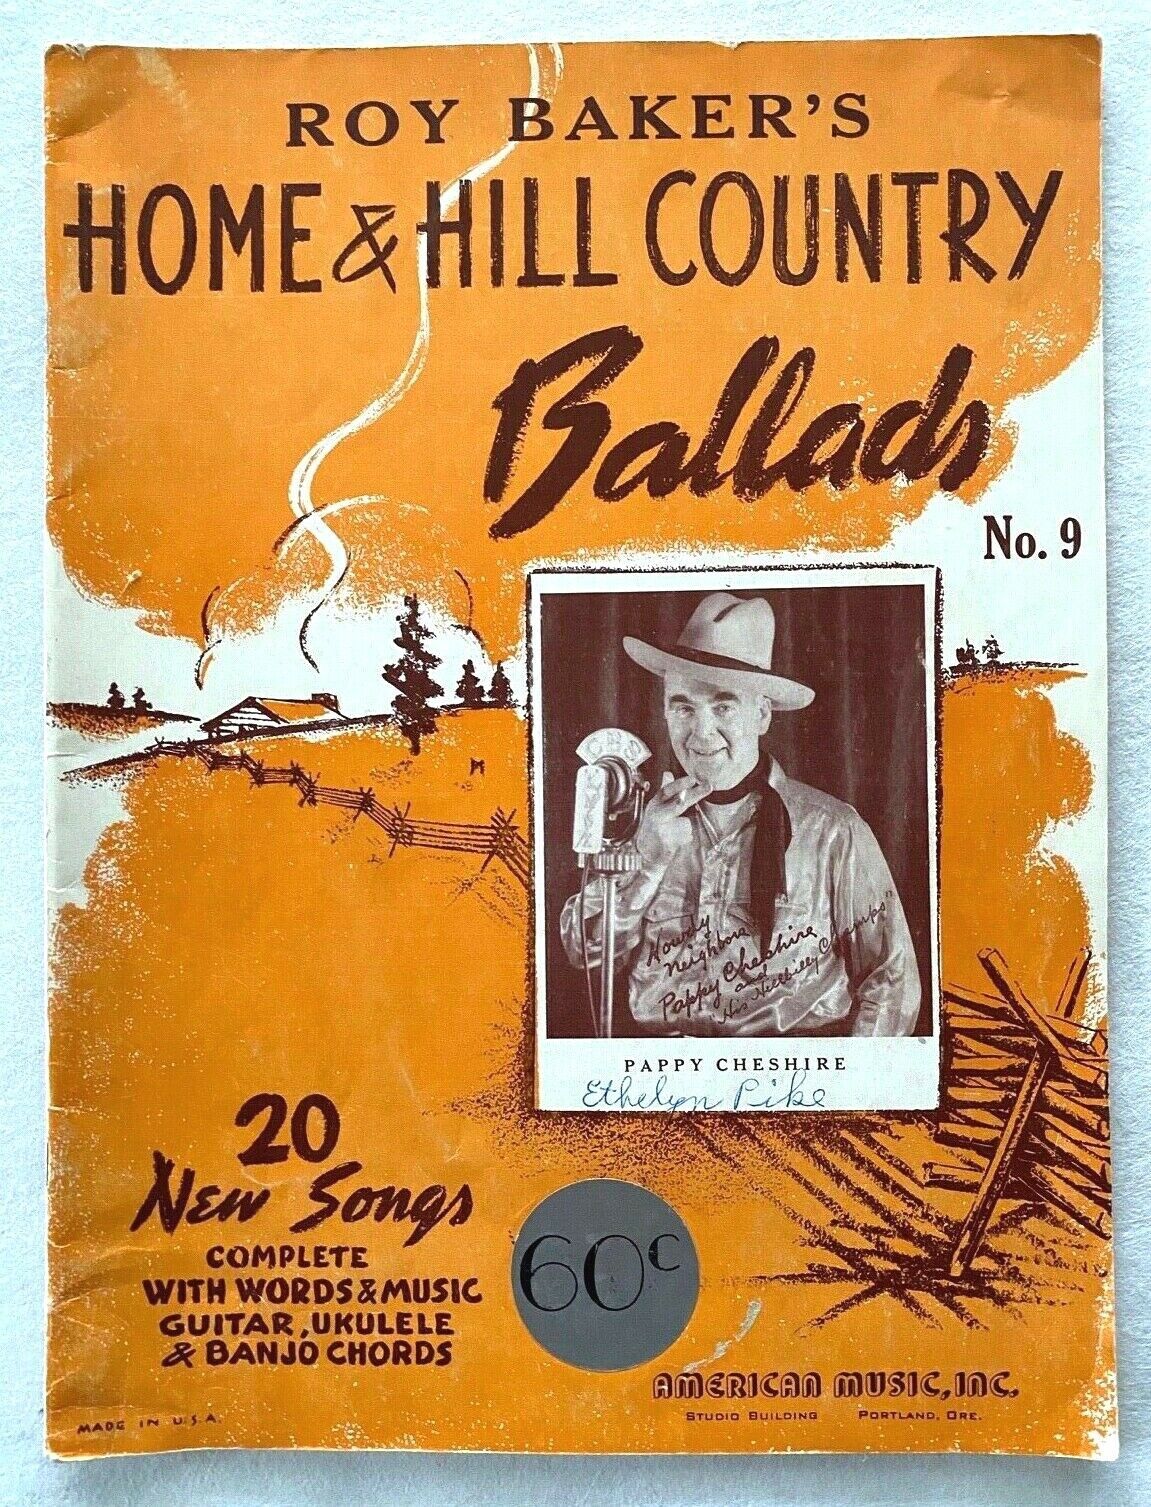 ROY BAKER'S
HOME & HILL COUNTRY
Ballads
No. 9
CBS
Howdy
Neighbors
Pappy Cheshire
and
"His Hillbilly Champs"
PAPPY CHESHIRE
Ethelyn Pike
20
New Songs
COMPLETE
WITH WORDS & MUSIC
GUITAR, UKULELE
& BANJO CHORDS
60c
AMERICAN MUSIC, INC.
STUDIO BUILDING PORTLAND, ORE.
MADE IN U.S.A.